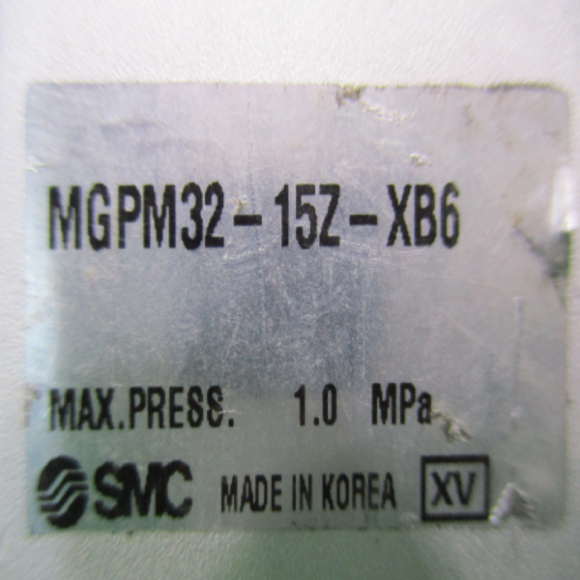 MGPM32-15Z-XB6
MAX.PRESS. 1.0 MPa
SMC MADE IN KOREA XV